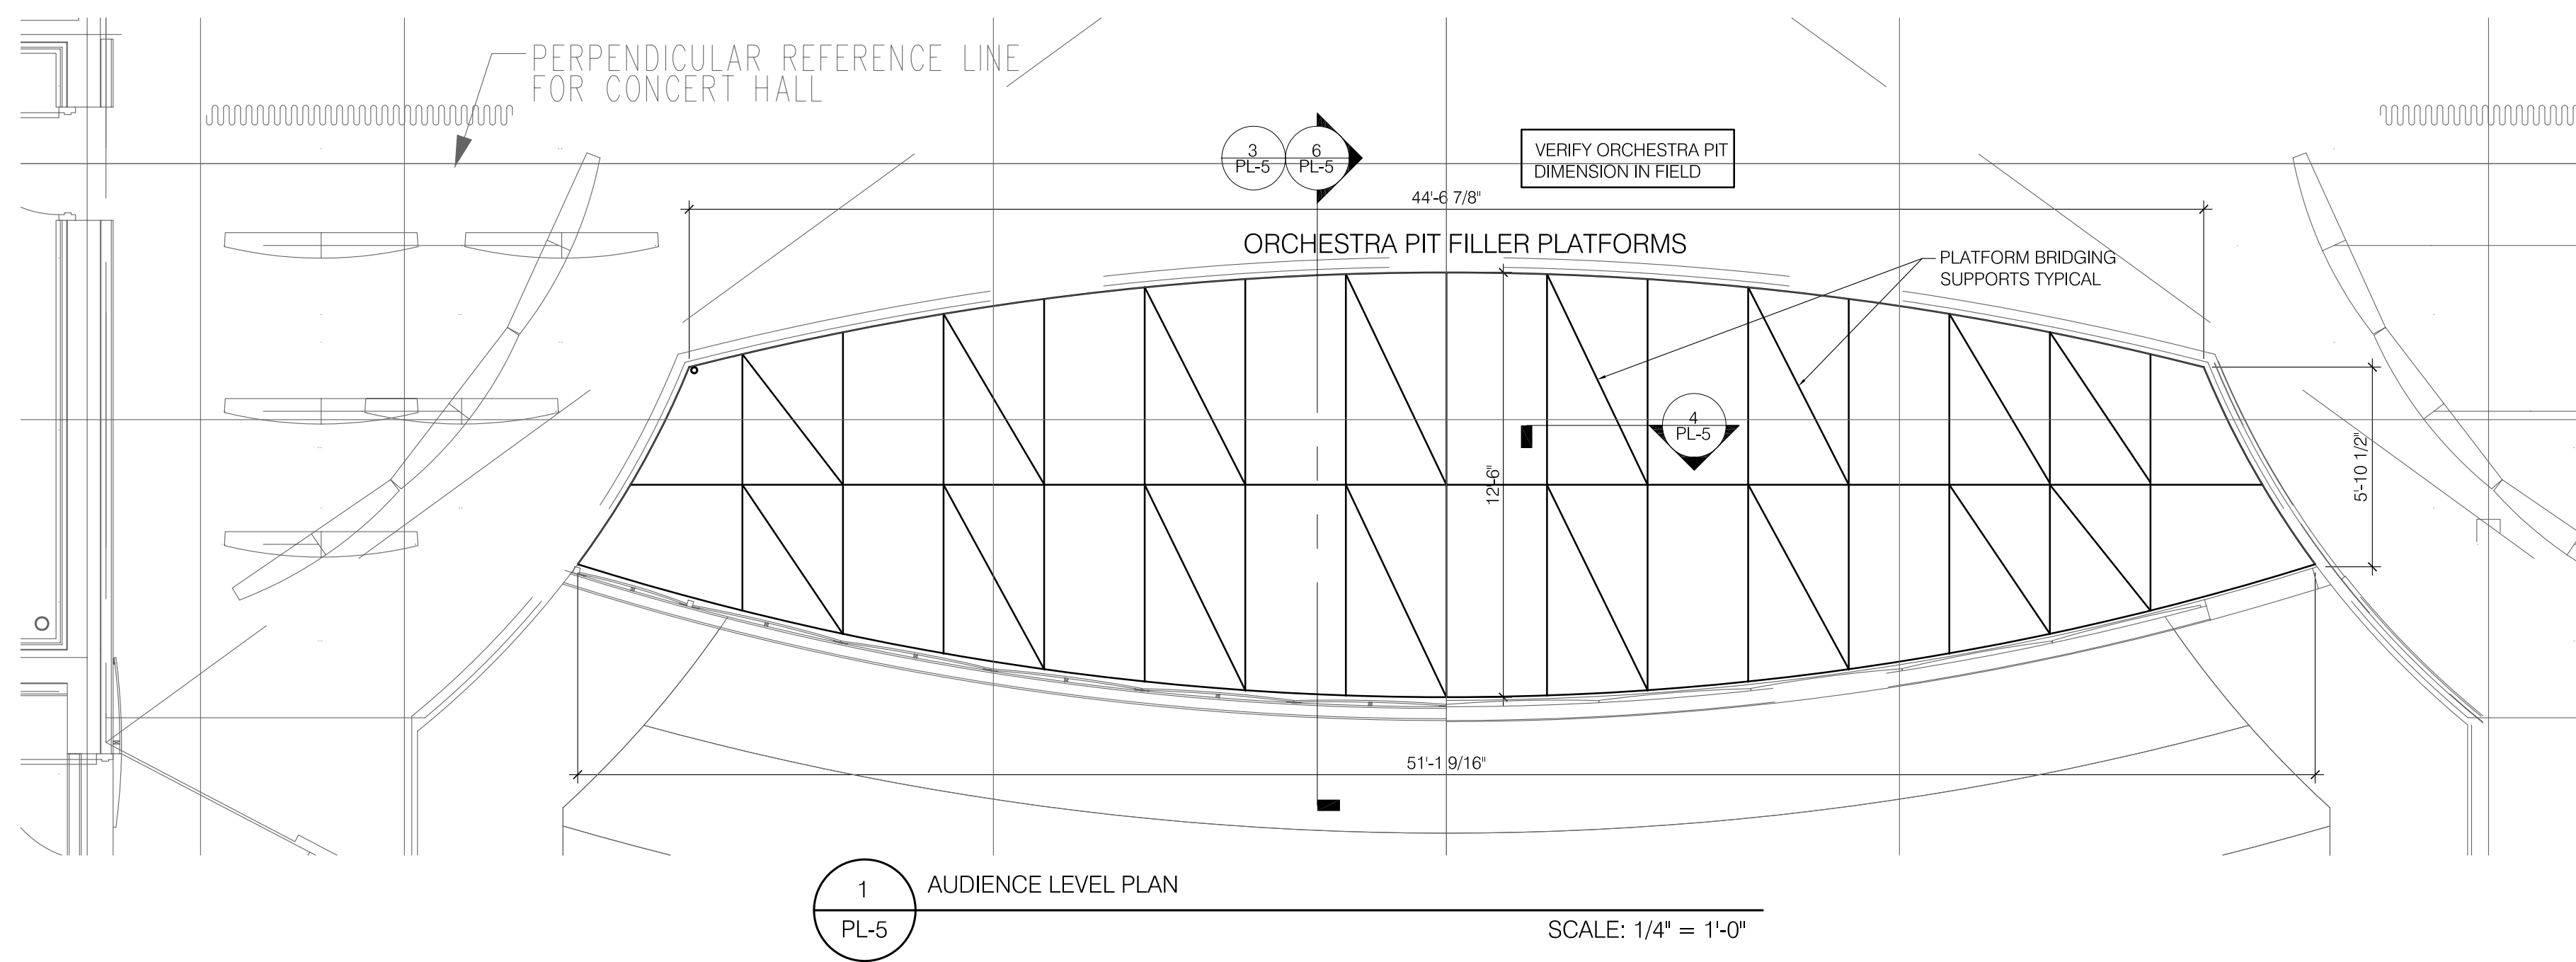 PERPENDICULAR REFERENCE LINE
FOR CONCERT HALL
3
PL-5
6
PL-5
VERIFY ORCHESTRA PIT
DIMENSION IN FIELD
44'-6 7/8"
ORCHESTRA PIT FILLER PLATFORMS
PLATFORM BRIDGING
SUPPORTS TYPICAL
4
PL-5
12'-6"
5'-10 1/2"
51'-1 9/16"
1
PL-5
AUDIENCE LEVEL PLAN
SCALE: 1/4" = 1'-0"